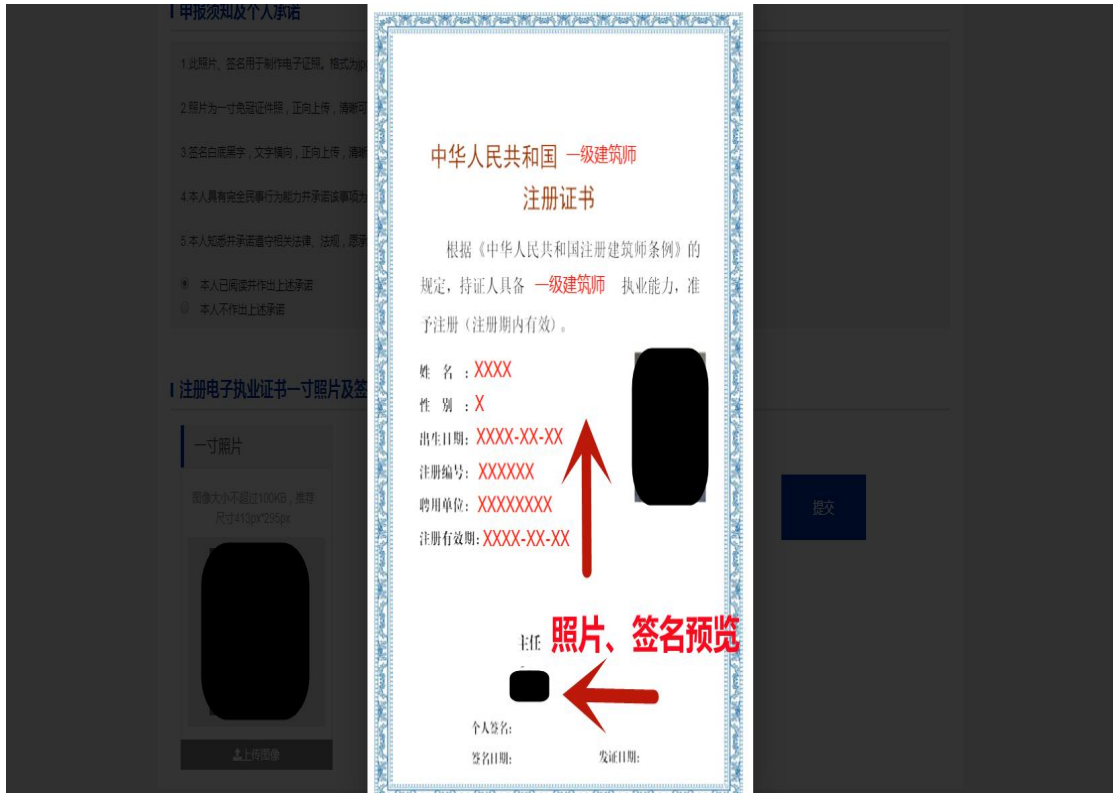 申报须知及个人承诺
1.此照片、签名用于制作电子证照。格式为jp
2.照片为一寸免冠证件照，正向上传，清晰可
3.签名白底黑字，文字横向，正向上传，清晰
4.本人具有完全民事行为能力并承诺该事项为
5.本人知悉并承诺遵守相关法律、法规，愿承
本人已阅读并作出上述承诺
本人不作出上述承诺
注册电子执业证书一寸照片及签
一寸照片
图像大小不超过100KB，推荐
尺寸413px*295px
上传图像
提交
中华人民共和国 一级建筑师
注册证书
根据《中华人民共和国注册建筑师条例》的
规定，持证人具备 一级建筑师 执业能力，准
予注册（注册期内有效）。
姓 名 ：XXXX
性 别 ：X
出生日期：XXXX-XX-XX
注册编号：XXXXXX
聘用单位：XXXXXXXX
注册有效期：XXXX-XX-XX
主任 照片、签名预览
个人签名：
签名日期： 发证日期：